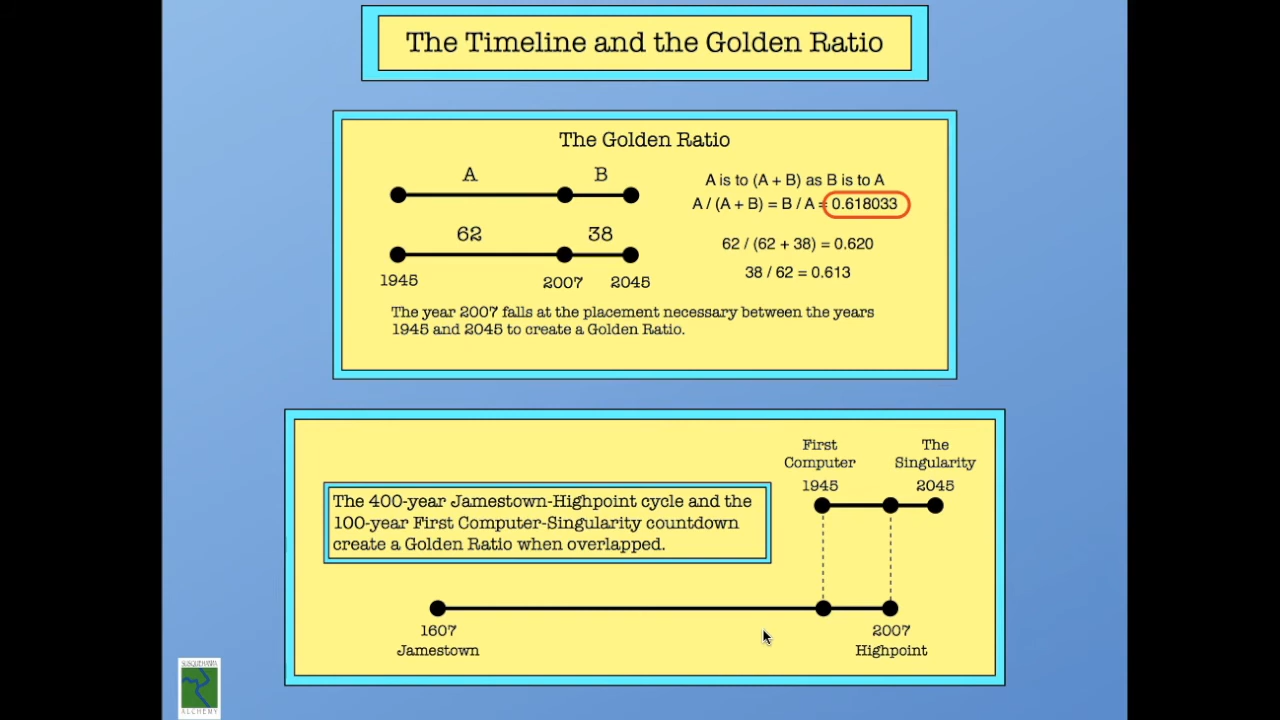 The Timeline and the Golden Ratio
The Golden Ratio
A B
62 38
1945 2007 2045
A is to (A + B) as B is to A
A / (A + B) = B / A = 0.618033
62 / (62 + 38) = 0.620
38 / 62 = 0.613
The year 2007 falls at the placement necessary between the years
1945 and 2045 to create a Golden Ratio.
First
Computer
1945
The
Singularity
2045
The 400-year Jamestown-Highpoint cycle and the
100-year First Computer-Singularity countdown
create a Golden Ratio when overlapped.
1607
Jamestown
2007
Highpoint
SUSQUEHANNA
ALCHEMY